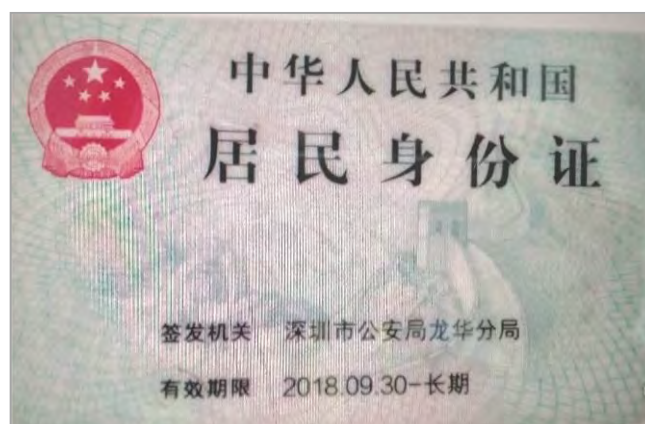 中华人民共和国
居民身份证
签发机关 深圳市公安局龙华分局
有效期限 2018.09.30-长期